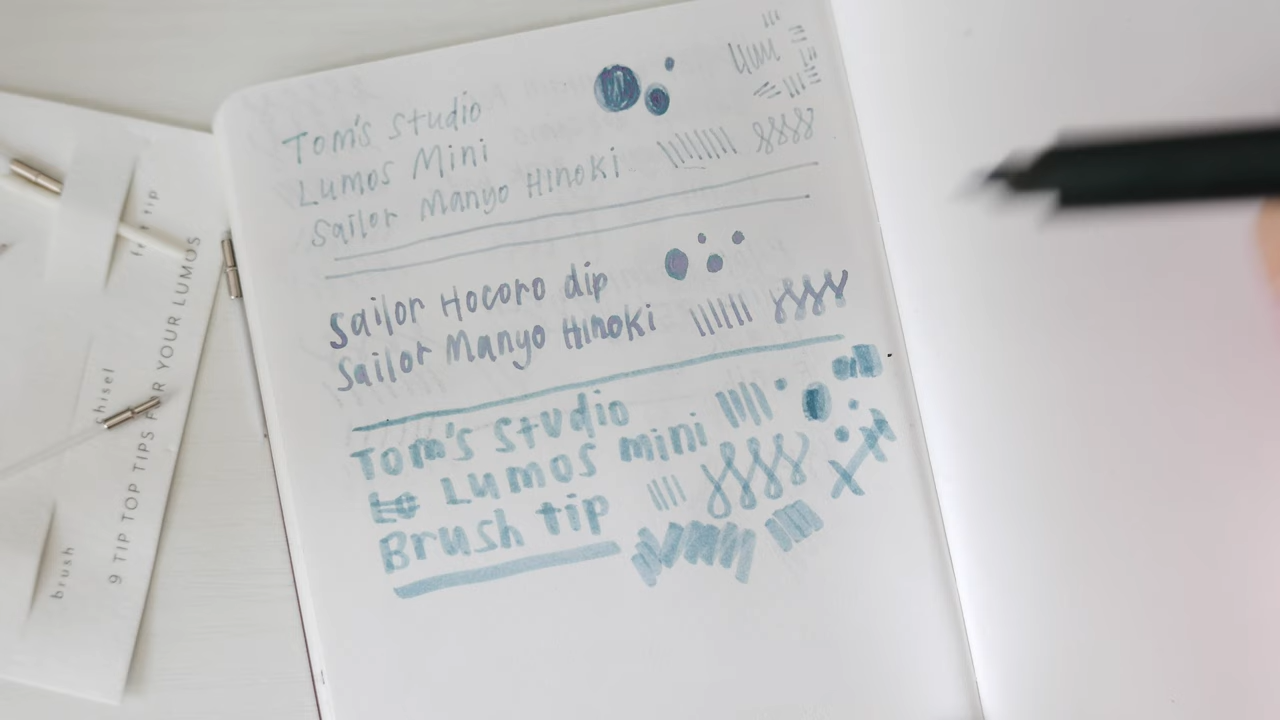 Tom's Studio
Lumos Mini
Sailor Manyo Hinoki
Sailor Hocoro dip
Sailor Manyo Hinoki
Tom's Studio
Lumos mini
Brush tip
tip
9 TIP TOP TIPS FOR YOUR LUMOS
chisel
brush